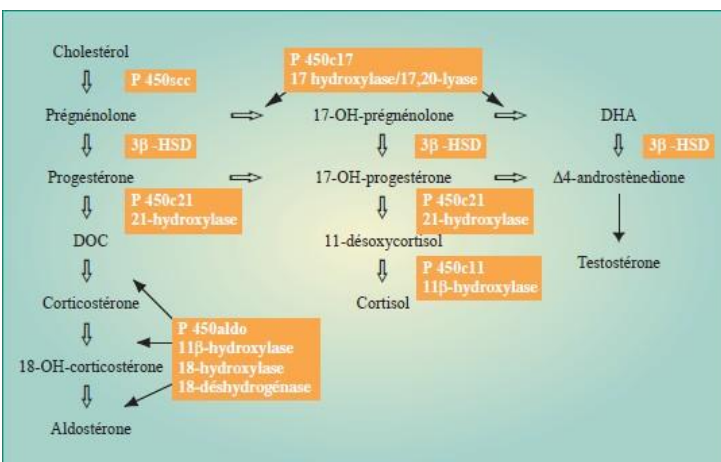 Cholestérol
P 450c17
17 hydroxylase/17,20-lyase
P 450scc
Prégnénolone
17-OH-prégnénolone
DHA
3β -HSD
3β -HSD
3β -HSD
Progestérone
17-OH-progestérone
Δ4-androstènedione
P 450c21
21-hydroxylase
P 450c21
21-hydroxylase
DOC
11-désoxycortisol
Testostérone
P 450c11
11β-hydroxylase
Corticostérone
Cortisol
P 450aldo
11β-hydroxylase
18-hydroxylase
18-déshydrogénase
18-OH-corticostérone
Aldostérone